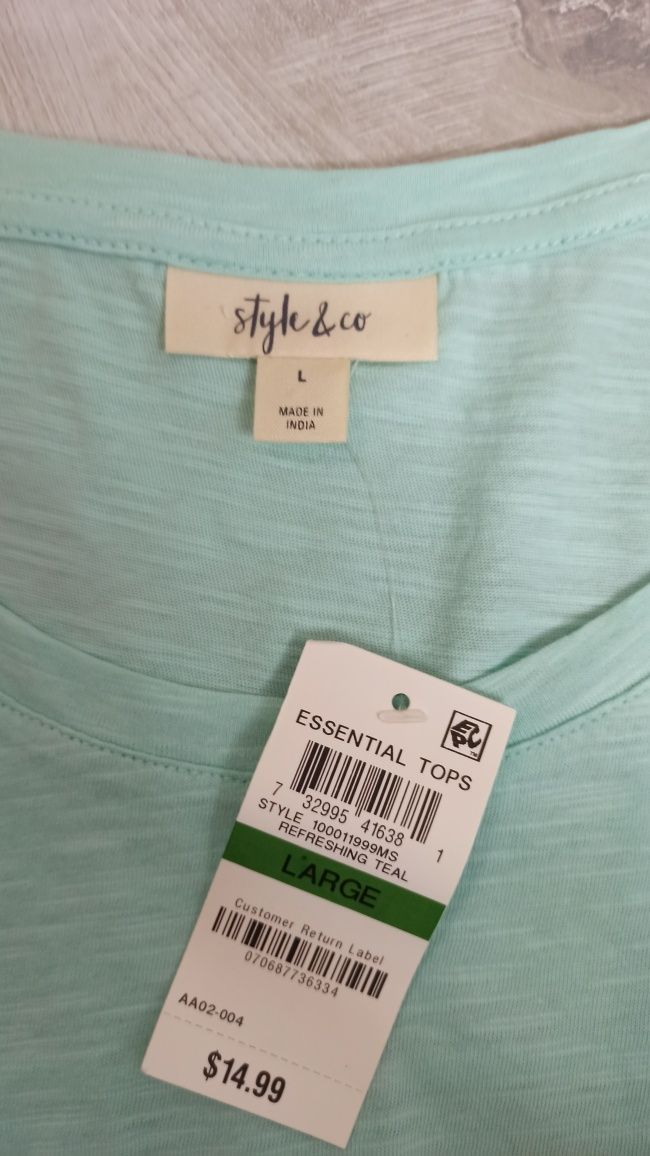 style & co
L
MADE IN
INDIA
ESSENTIAL TOPS
7 32995 41638 1
STYLE 100011999MS
REFRESHING TEAL
LARGE
Customer Return Label
070687736334
AA02-004
$14.99